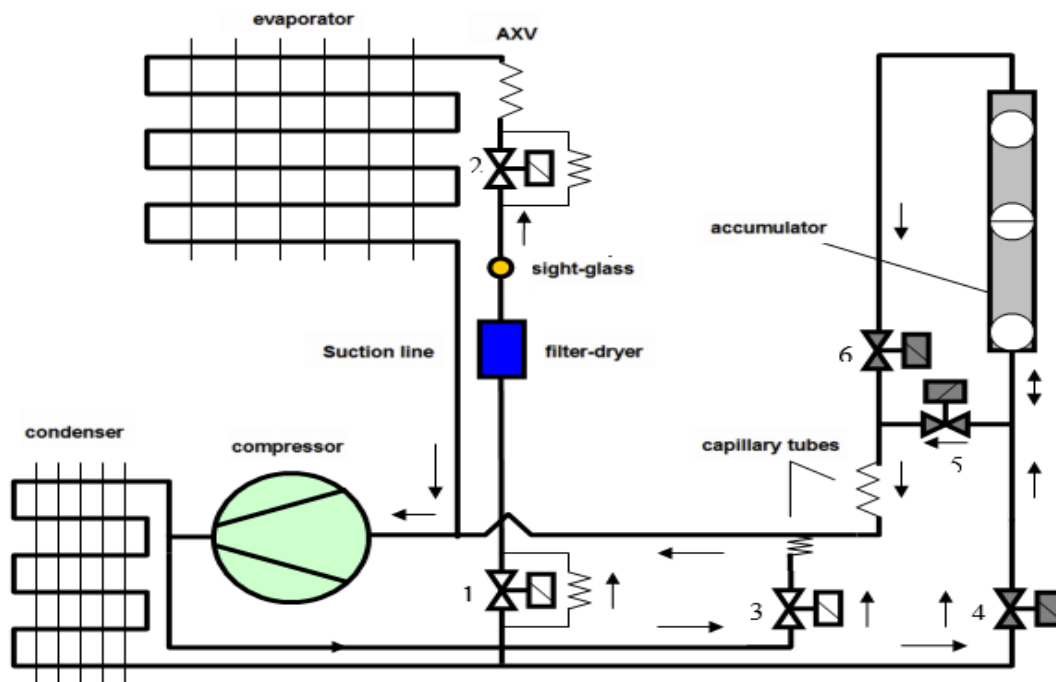 evaporator
AXV
2
accumulator
sight-glass
Suction line
filter-dryer
6
condenser
compressor
capillary tubes
5
1
3
4